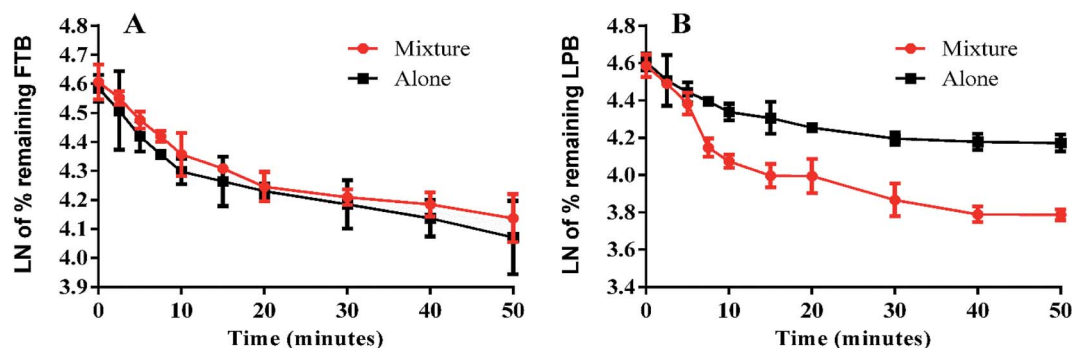 A
Mixture
Alone
LN of % remaining FTB
4.8
4.7
4.6
4.5
4.4
4.3
4.2
4.1
4.0
3.9
0 10 20 30 40 50
Time (minutes)
B
Mixture
Alone
LN of % remaining LPB
4.8
4.6
4.4
4.2
4.0
3.8
3.6
3.4
0 10 20 30 40 50
Time (minutes)